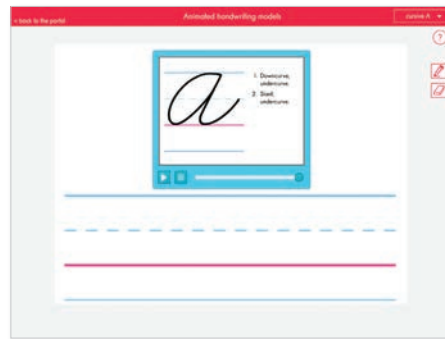 Animated handwriting models
< back to the portal
cursive A
?
a
1. Downcurve,
undercurve.
2. Slant,
undercurve.